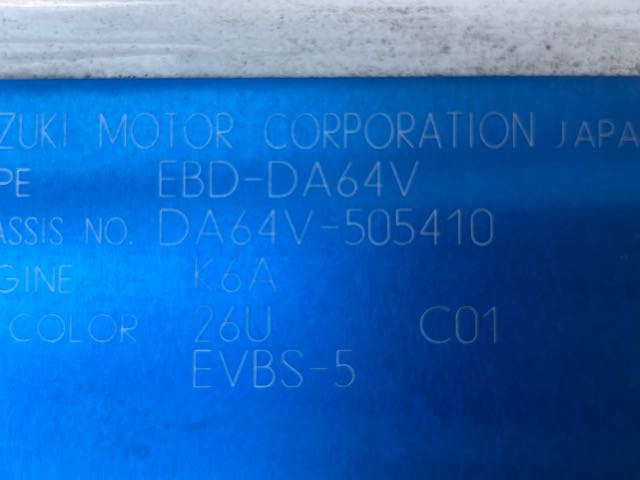 ZUKI MOTOR CORPORATION JAPA
PE EBD-DA64V
ASSIS NO. DA64V-505410
GINE K6A
COLOR 26U C01
EVBS-5